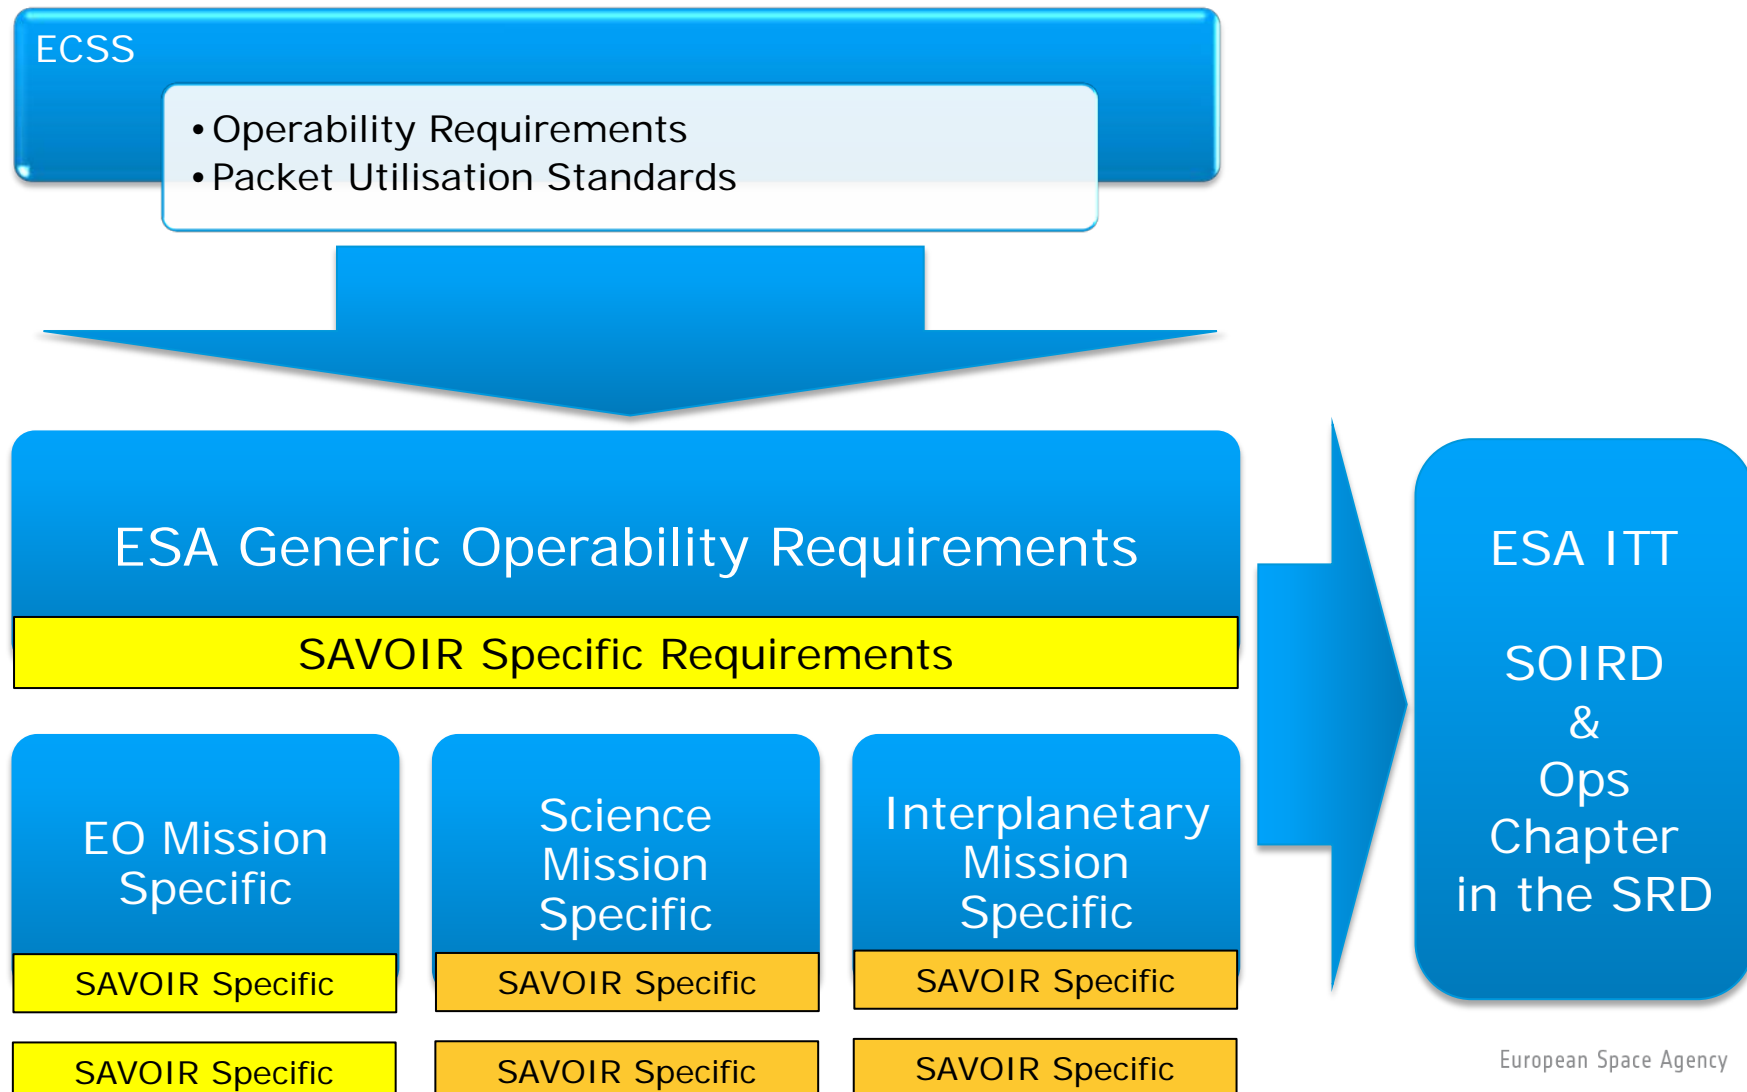 ECSS
•Operability Requirements
•Packet Utilisation Standards
ESA Generic Operability Requirements
SAVOIR Specific Requirements
EO Mission
Specific
SAVOIR Specific
SAVOIR Specific
Science
Mission
Specific
SAVOIR Specific
SAVOIR Specific
Interplanetary
Mission
Specific
SAVOIR Specific
SAVOIR Specific
ESA ITT
SOIRD
&
Ops
Chapter
in the SRD
European Space Agency